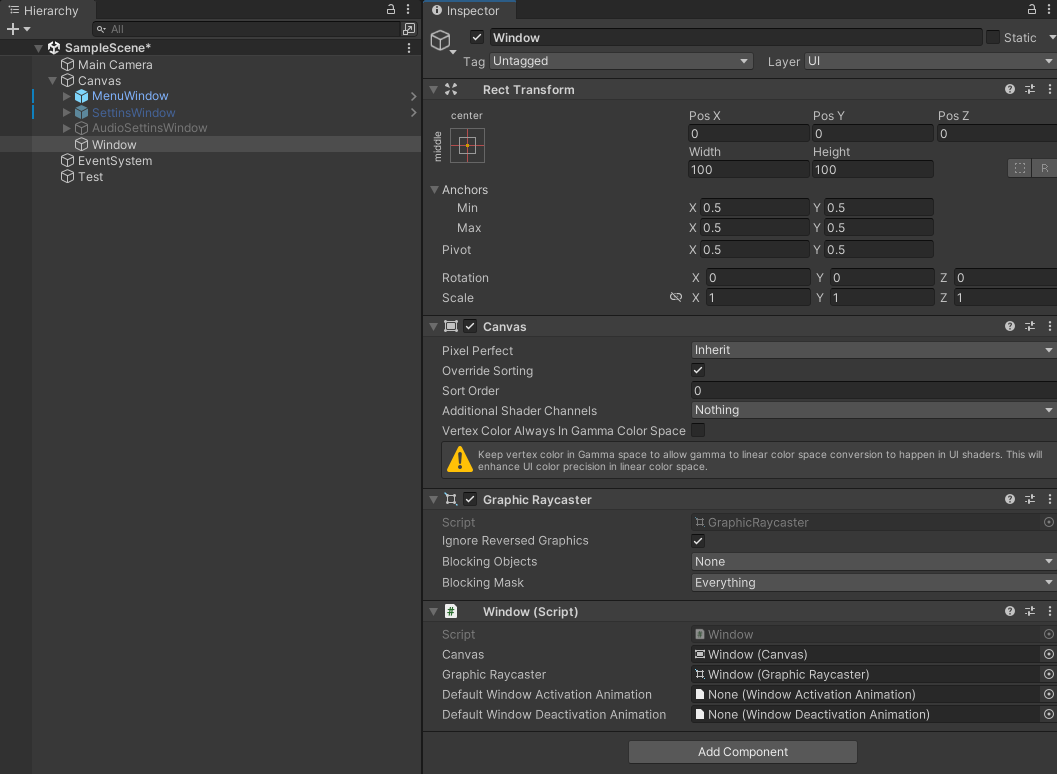 Hierarchy
All
SampleScene*
Main Camera
Canvas
MenuWindow
SettinsWindow
AudioSettinsWindow
Window
EventSystem
Test
Inspector
Window
Static
Tag Untagged Layer UI
Rect Transform
center
middle
Pos X Pos Y Pos Z
0 0 0
Width Height
100 100
R
Anchors
Min X 0.5 Y 0.5
Max X 0.5 Y 0.5
Pivot X 0.5 Y 0.5
Rotation X 0 Y 0 Z 0
Scale X 1 Y 1 Z 1
Canvas
Pixel Perfect Inherit
Override Sorting
Sort Order 0
Additional Shader Channels Nothing
Vertex Color Always In Gamma Color Space
Keep vertex color in Gamma space to allow gamma to linear color space conversion to happen in UI shaders. This will
enhance UI color precision in linear color space.
Graphic Raycaster
Script GraphicRaycaster
Ignore Reversed Graphics
Blocking Objects None
Blocking Mask Everything
# Window (Script)
Script # Window
Canvas Window (Canvas)
Graphic Raycaster Window (Graphic Raycaster)
Default Window Activation Animation None (Window Activation Animation)
Default Window Deactivation Animation None (Window Deactivation Animation)
Add Component